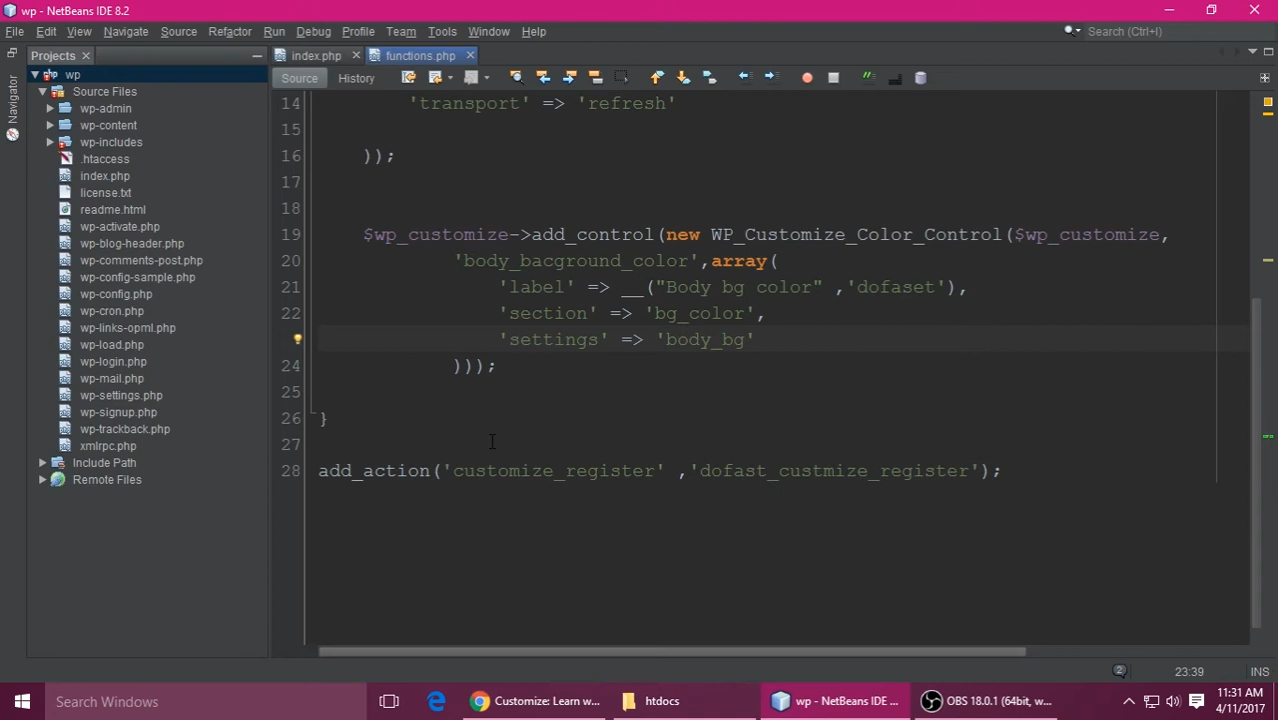 wp - NetBeans IDE 8.2
File Edit View Navigate Source Refactor Run Debug Profile Team Tools Window Help
Search (Ctrl+I)
Projects
index.php
functions.php
Navigator
wp
Source Files
wp-admin
wp-content
wp-includes
.htaccess
index.php
license.txt
readme.html
wp-activate.php
wp-blog-header.php
wp-comments-post.php
wp-config-sample.php
wp-config.php
wp-cron.php
wp-links-opml.php
wp-load.php
wp-login.php
wp-mail.php
wp-settings.php
wp-signup.php
wp-trackback.php
xmlrpc.php
Include Path
Remote Files
Source History
14 'transport' => 'refresh'
15
16 ));
17
18
19 $wp_customize->add_control(new WP_Customize_Color_Control($wp_customize,
20 'body_bacground_color',array(
21 'label' => __("Body bg color" ,'dofaset'),
22 'section' => 'bg_color',
'settings' => 'body_bg'
24 )));
25
26 }
27
28 add_action('customize_register' ,'dofast_custmize_register');
2
23:39
INS
Search Windows
Customize: Learn w...
htdocs
wp - NetBeans IDE ...
OBS 18.0.1 (64bit, w...
11:31 AM
4/11/2017